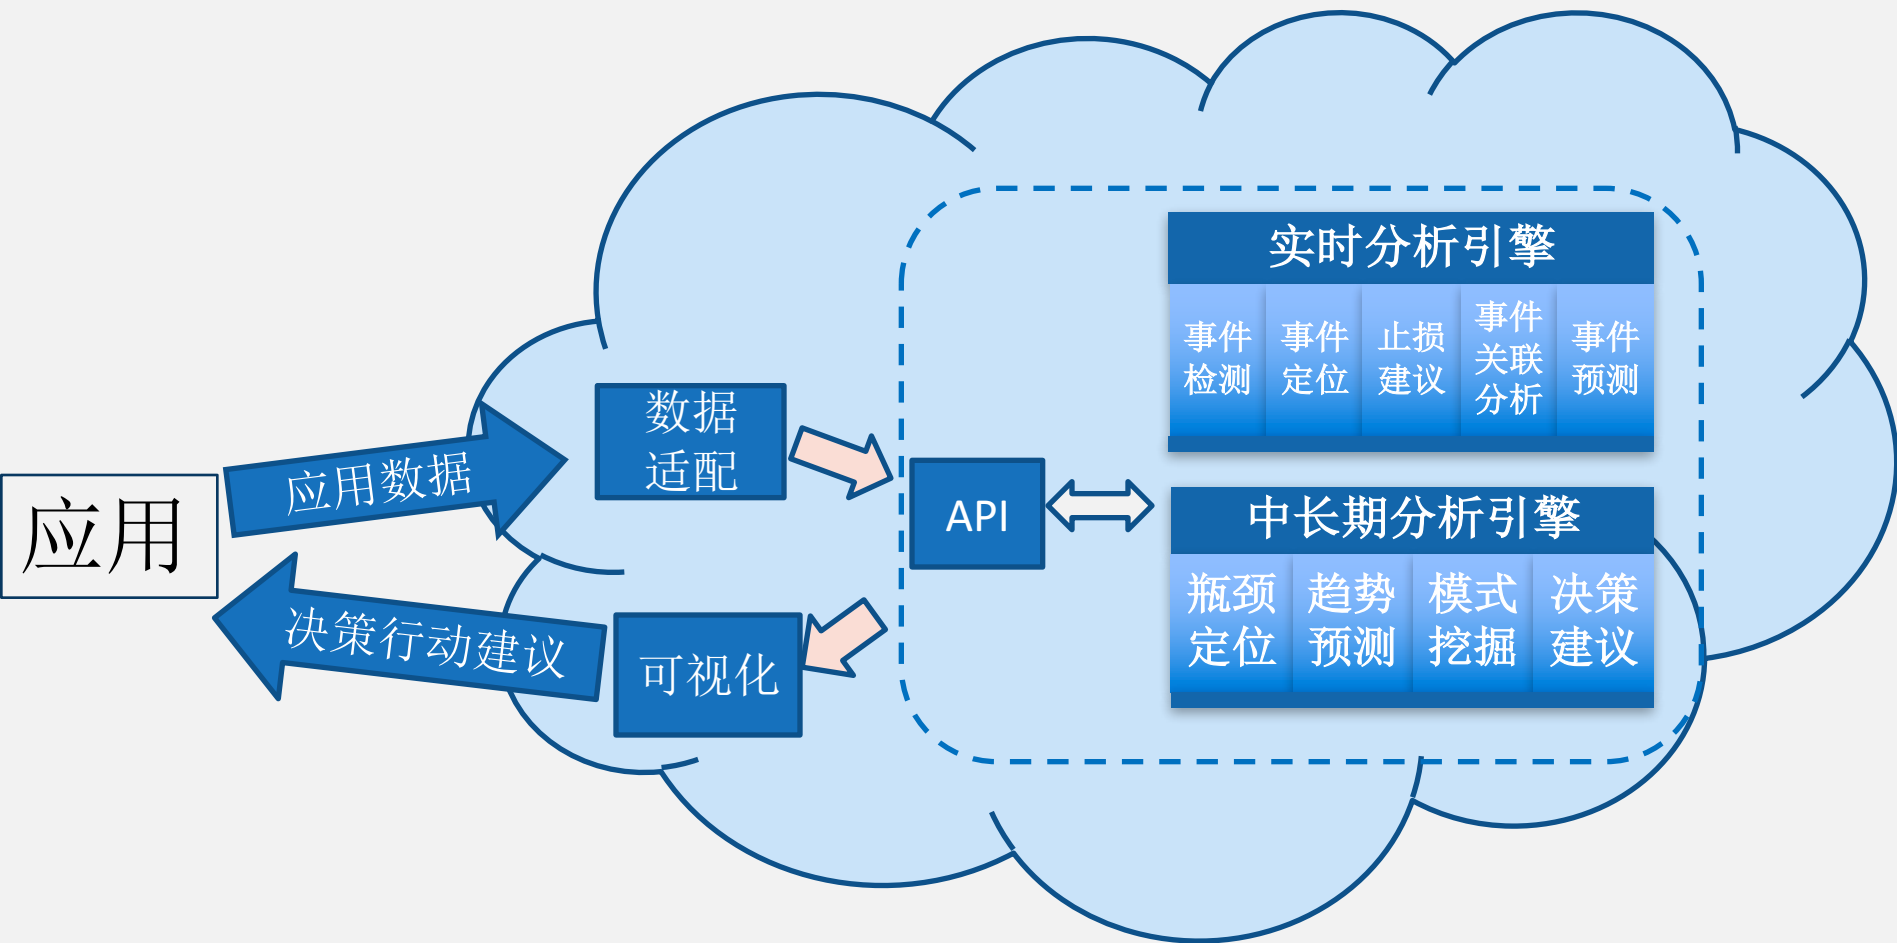 应用
应用数据
决策行动建议
数据
适配
可视化
API
实时分析引擎
事件
检测
事件
定位
止损
建议
事件
关联
分析
事件
预测
中长期分析引擎
瓶颈
定位
趋势
预测
模式
挖掘
决策
建议